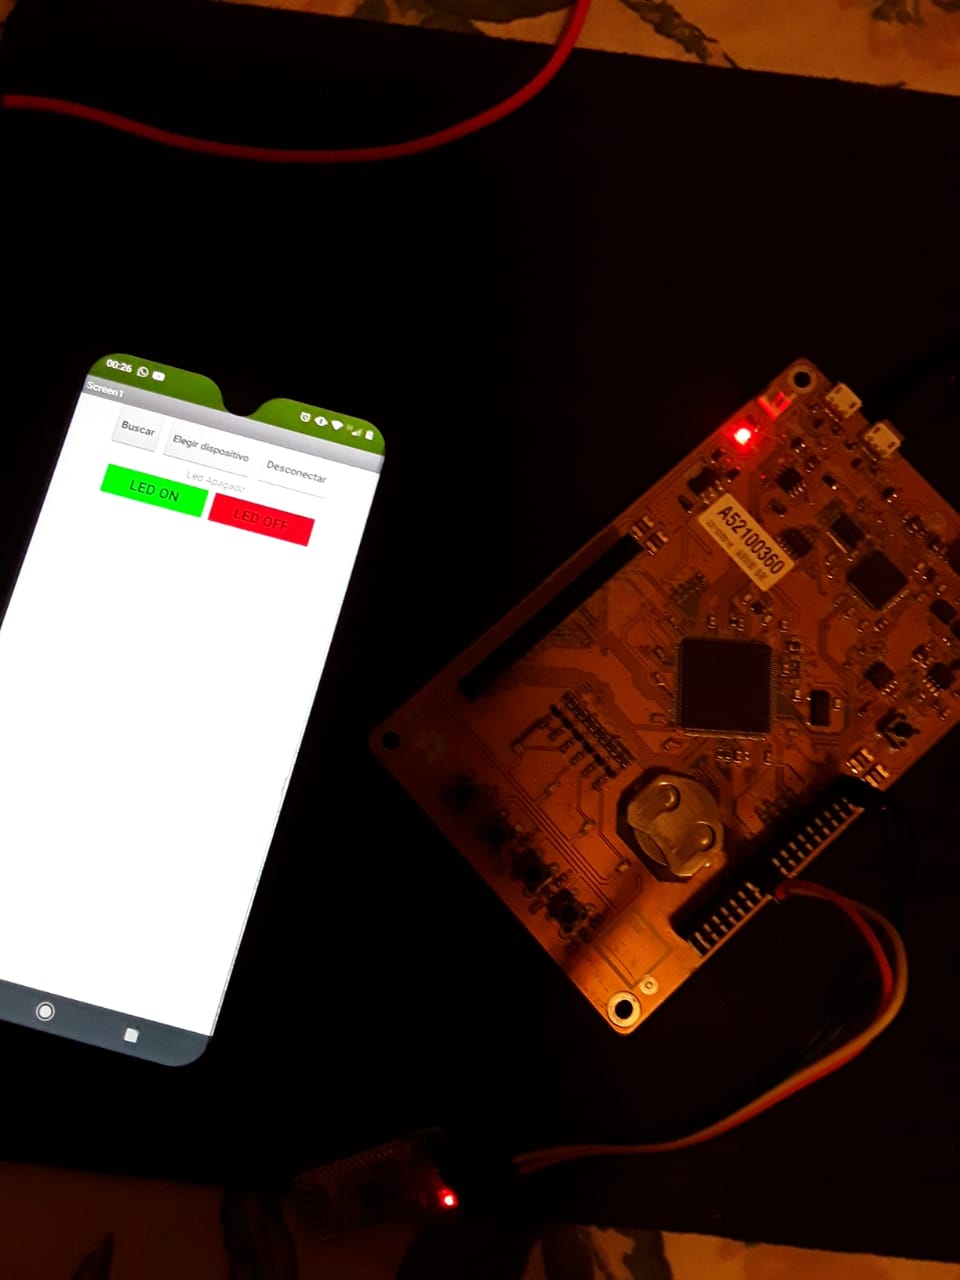 00:26
Screen1
Buscar
Elegir dispositivo
Desconectar
Led Apagado
LED ON
LED OFF
A52100360